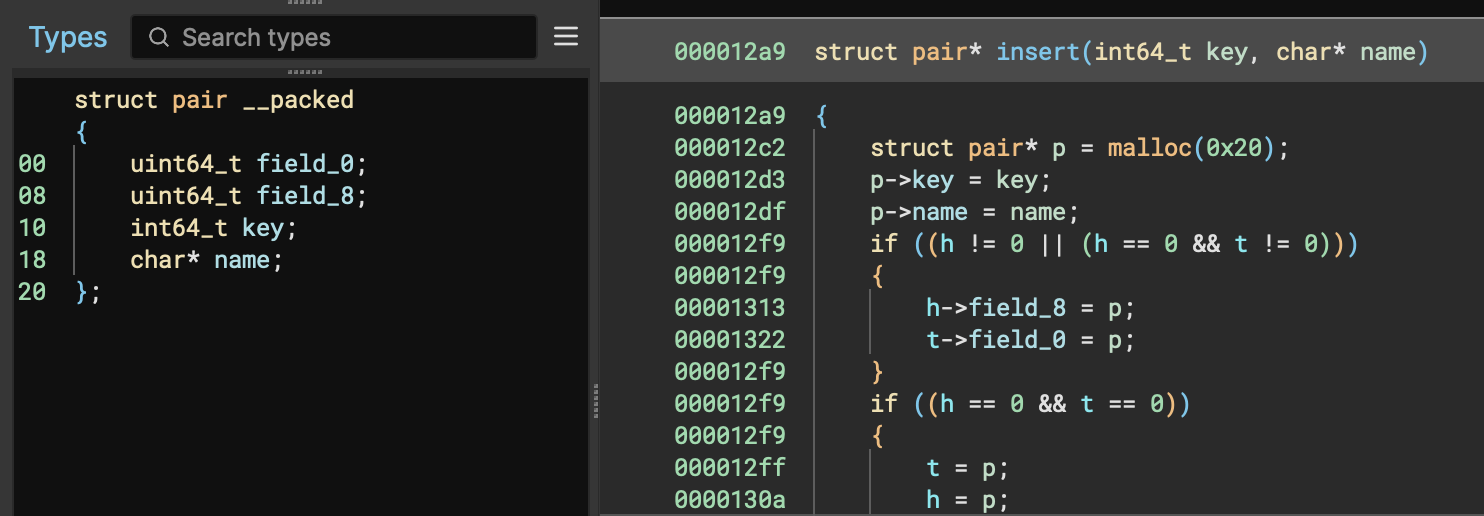 Types
Search types
struct pair __packed
{
00 uint64_t field_0;
08 uint64_t field_8;
10 int64_t key;
18 char* name;
20 };
000012a9 struct pair* insert(int64_t key, char* name)
000012a9 {
000012c2 struct pair* p = malloc(0x20);
000012d3 p->key = key;
000012df p->name = name;
000012f9 if ((h != 0 || (h == 0 && t != 0)))
000012f9 {
00001313 h->field_8 = p;
00001322 t->field_0 = p;
000012f9 }
000012f9 if ((h == 0 && t == 0))
000012f9 {
000012ff t = p;
0000130a h = p;